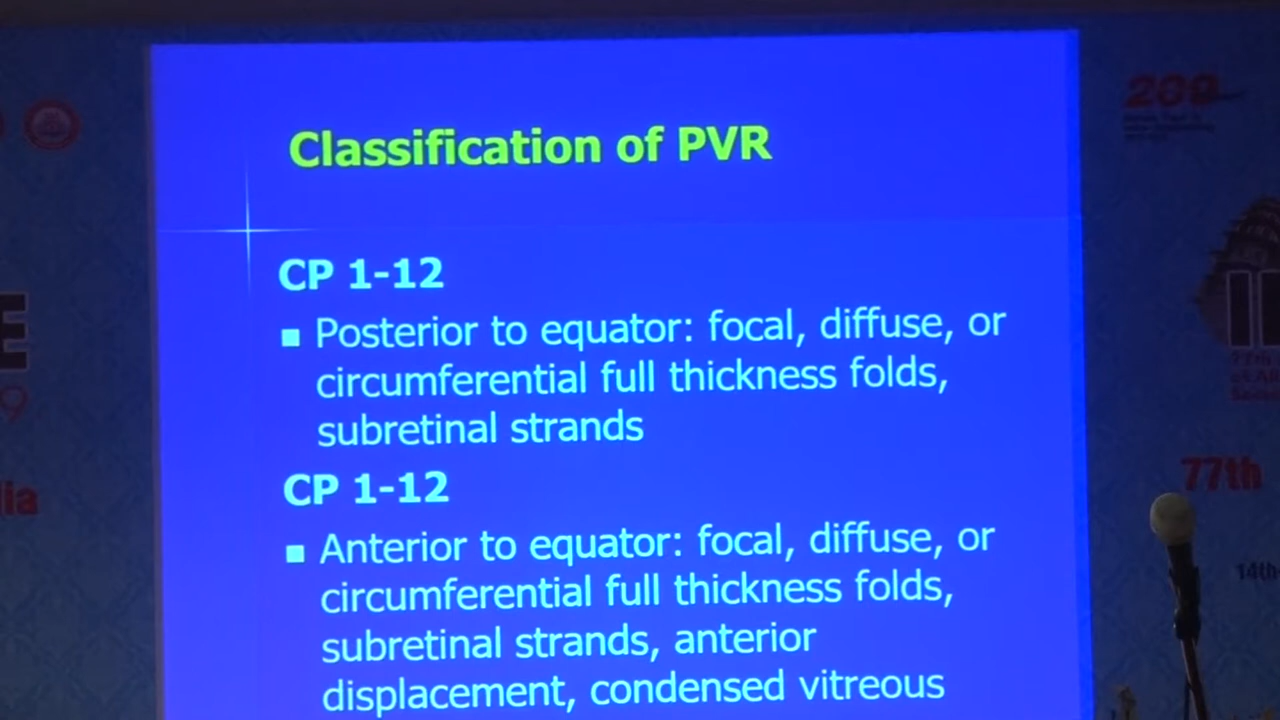 Classification of PVR
CP 1-12
▪ Posterior to equator: focal, diffuse, or
circumferential full thickness folds,
subretinal strands
CP 1-12
▪ Anterior to equator: focal, diffuse, or
circumferential full thickness folds,
subretinal strands, anterior
displacement, condensed vitreous
200
77th
14th